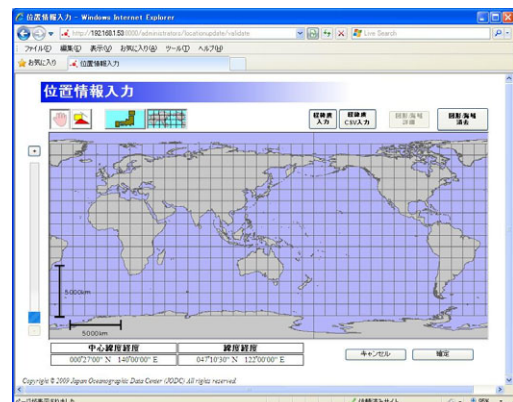 位置情報入力 - Windows Internet Explorer
http://192.168.1.50:8080/administrators/locationupdate/validate
Live Search
ファイル(F) 編集(E) 表示(V) お気に入り(A) ツール(T) ヘルプ(H)
お気に入り 位置情報入力
位置情報入力
経緯度入力
経緯度CSV入力
図形/海域詳細
図形/海域消去
5000km
5000km
中心緯度経度 緯度経度
000°27'00" N 148°00'00" E 047°10'30" N 122°00'00" E
キャンセル 確定
Copyright © 2009 Japan Oceanographic Data Center (JODC) All rights reserved.